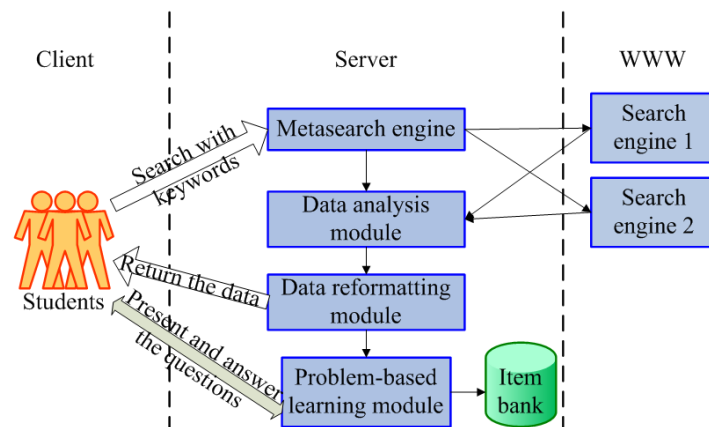 Client
Server
WWW
Search with
keywords
Metasearch engine
Search
engine 1
Data analysis
module
Search
engine 2
Students
Return the data
Data reformatting
module
Present and answer
the questions
Problem-based
learning module
Item
bank